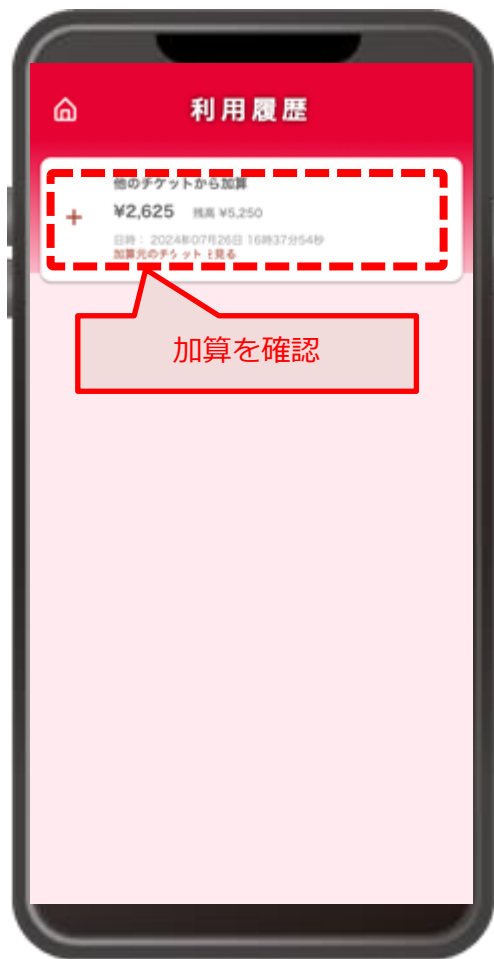 利用履歴
他のチケットから加算
+ ¥2,625 残高 ¥5,250
日時： 2024年07月26日 16時37分54秒
加算元のチケットを見る
加算を確認